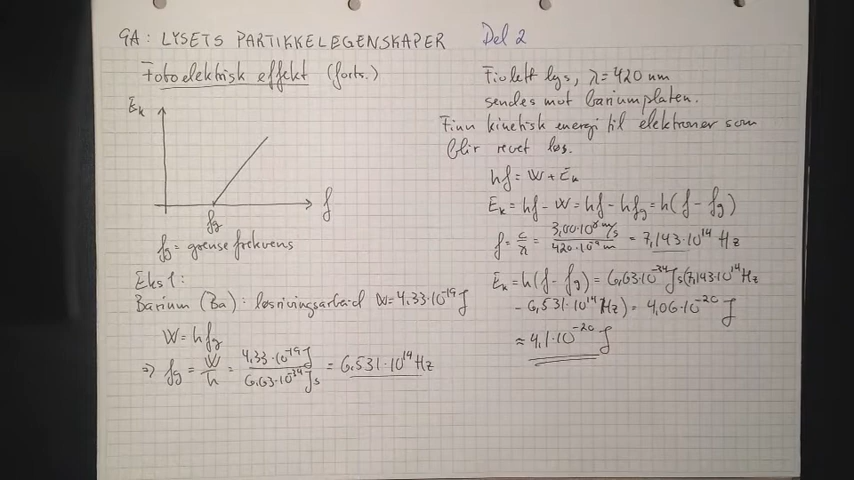 9A: LYSETS PARTIKKELEGENSKAPER Del 2
Fotoelektrisk effekt (forts.)
Eₖ
f
fg
fg = grensefrekvens
Eks 1:
Barium (Ba): løsrivingsarbeid W = 4,33·10⁻¹⁹ J
W = hfg
⇒ fg = W/h = 4,33·10⁻¹⁹ J / 6,63·10⁻³⁴ Js = 6,531·10¹⁴ Hz
Fiolett lys, λ = 420 nm
sendes mot bariumplaten.
Finn kinetisk energi til elektroner som
blir revet løs.
hf = W + Eₖ
Eₖ = hf - W = hf - hfg = h(f - fg)
f = c/λ = 3,00·10⁸ m/s / 420·10⁻⁹ m = 7,143·10¹⁴ Hz
Eₖ = h(f - fg) = 6,63·10⁻³⁴ Js(7,143·10¹⁴ Hz
- 6,531·10¹⁴ Hz) = 4,06·10⁻²⁰ J
≈ 4,1·10⁻²⁰ J